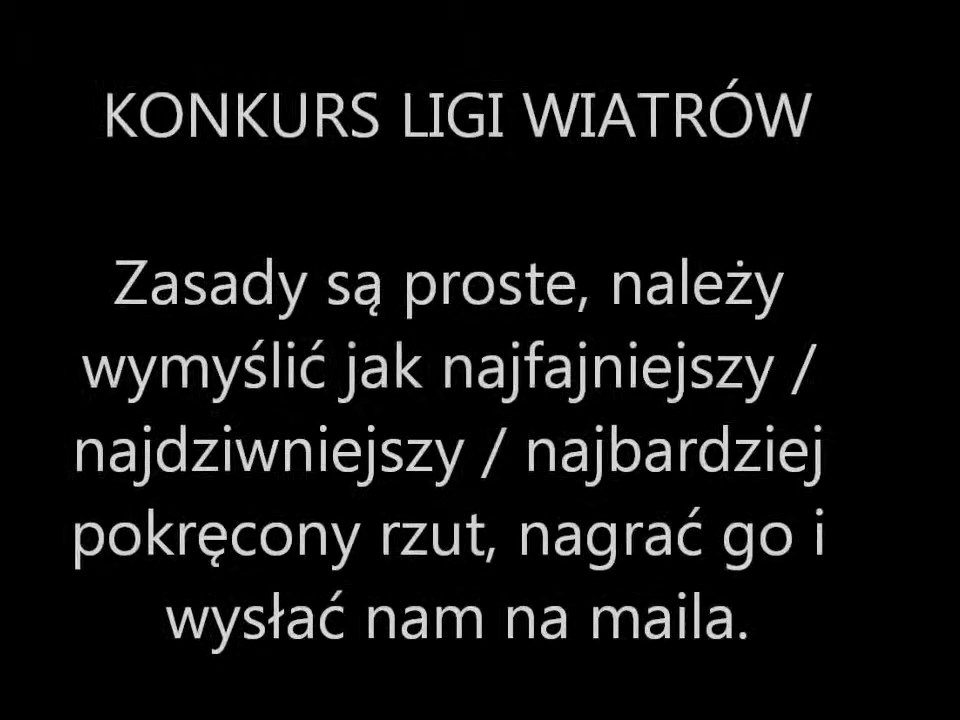 KONKURS LIGI WIATRÓW
Zasady są proste, należy
wymyślić jak najfajniejszy /
najdziwniejszy / najbardziej
pokręcony rzut, nagrać go i
wysłać nam na maila.